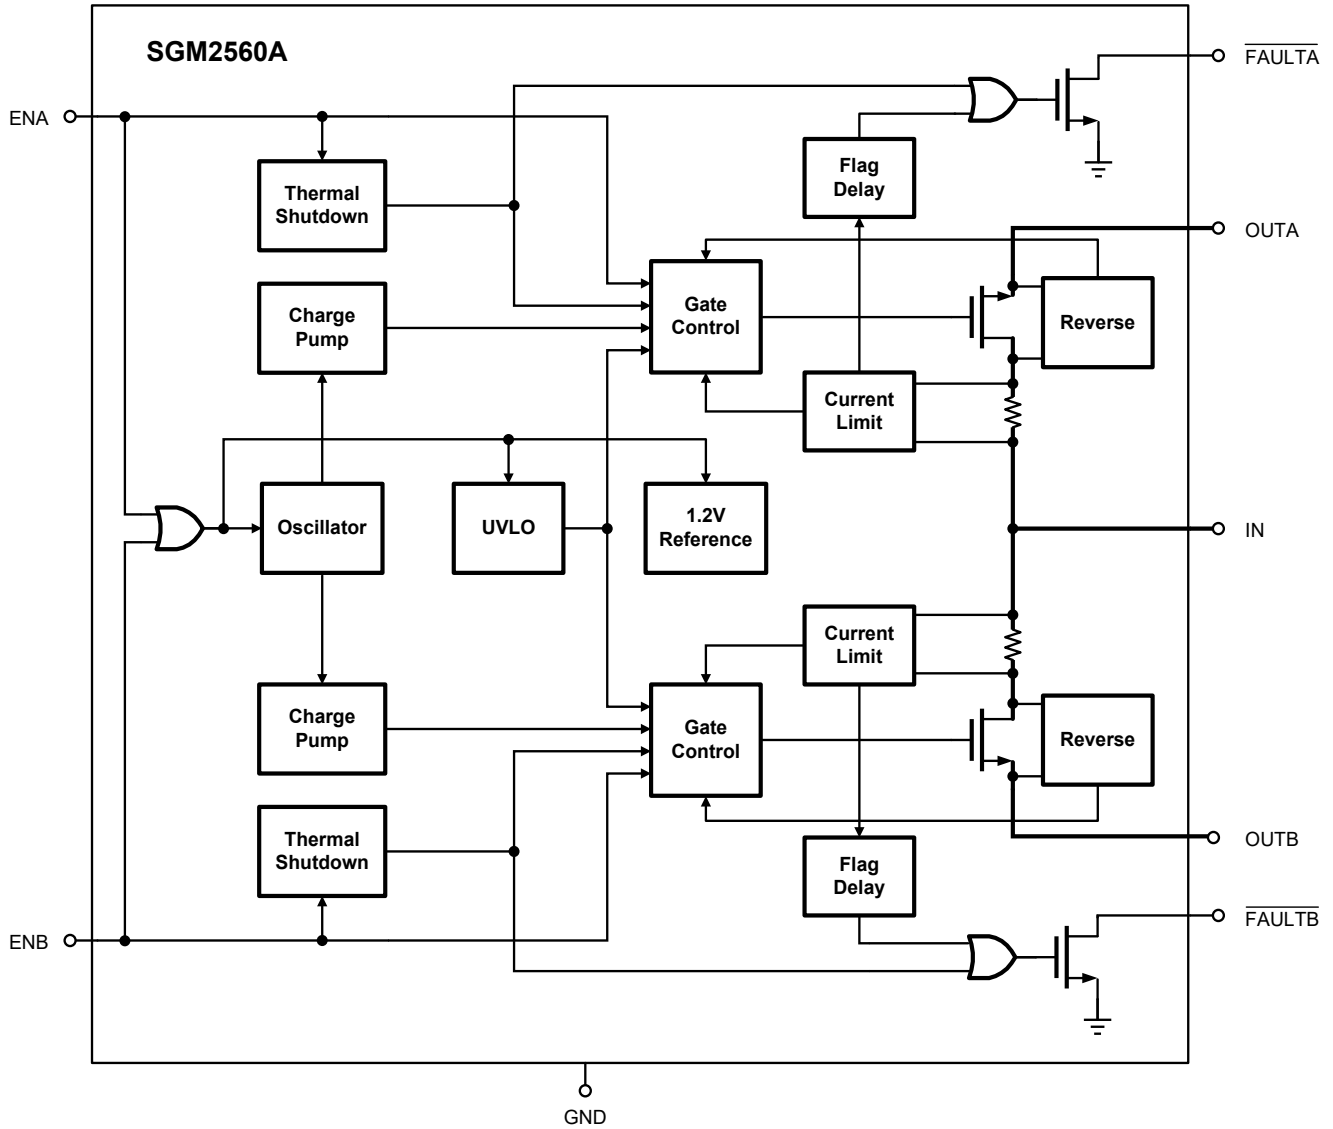 SGM2560A
FAULTA
ENA
Flag
Delay
Thermal
Shutdown
OUTA
Charge
Pump
Gate
Control
Reverse
Current
Limit
Oscillator
UVLO
1.2V
Reference
IN
Current
Limit
Charge
Pump
Gate
Control
Reverse
Thermal
Shutdown
OUTB
Flag
Delay
FAULTB
ENB
GND